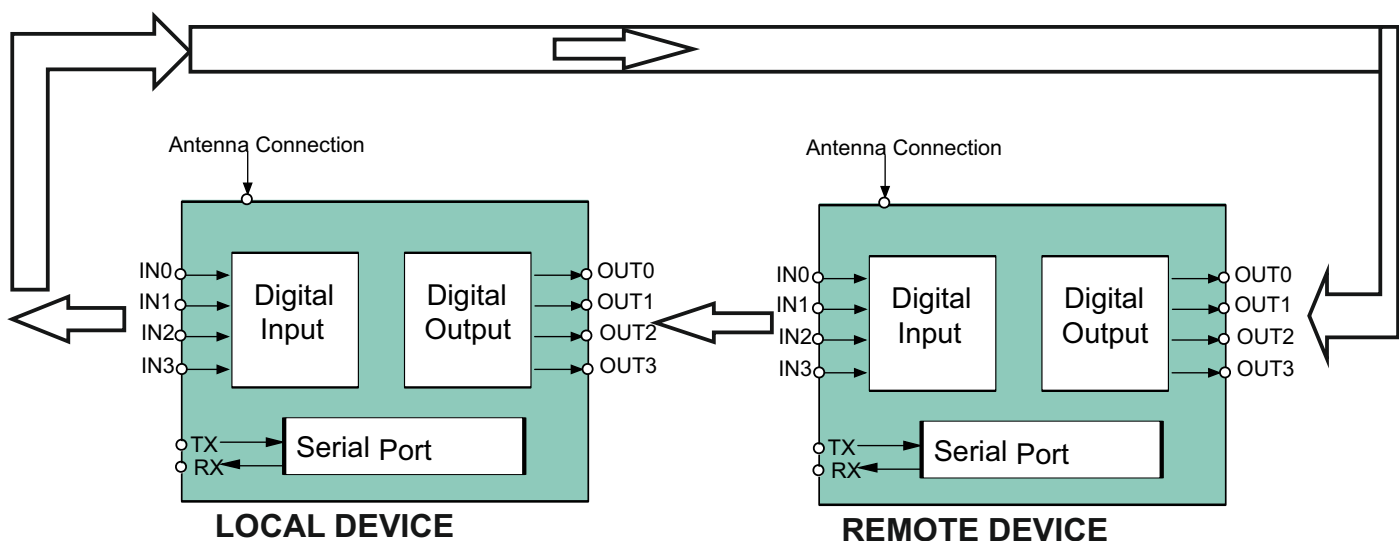 Antenna Connection
IN0
IN1
IN2
IN3
Digital
Input
Digital
Output
OUT0
OUT1
OUT2
OUT3
TX
RX
Serial Port
LOCAL DEVICE
Antenna Connection
IN0
IN1
IN2
IN3
Digital
Input
Digital
Output
OUT0
OUT1
OUT2
OUT3
TX
RX
Serial Port
REMOTE DEVICE